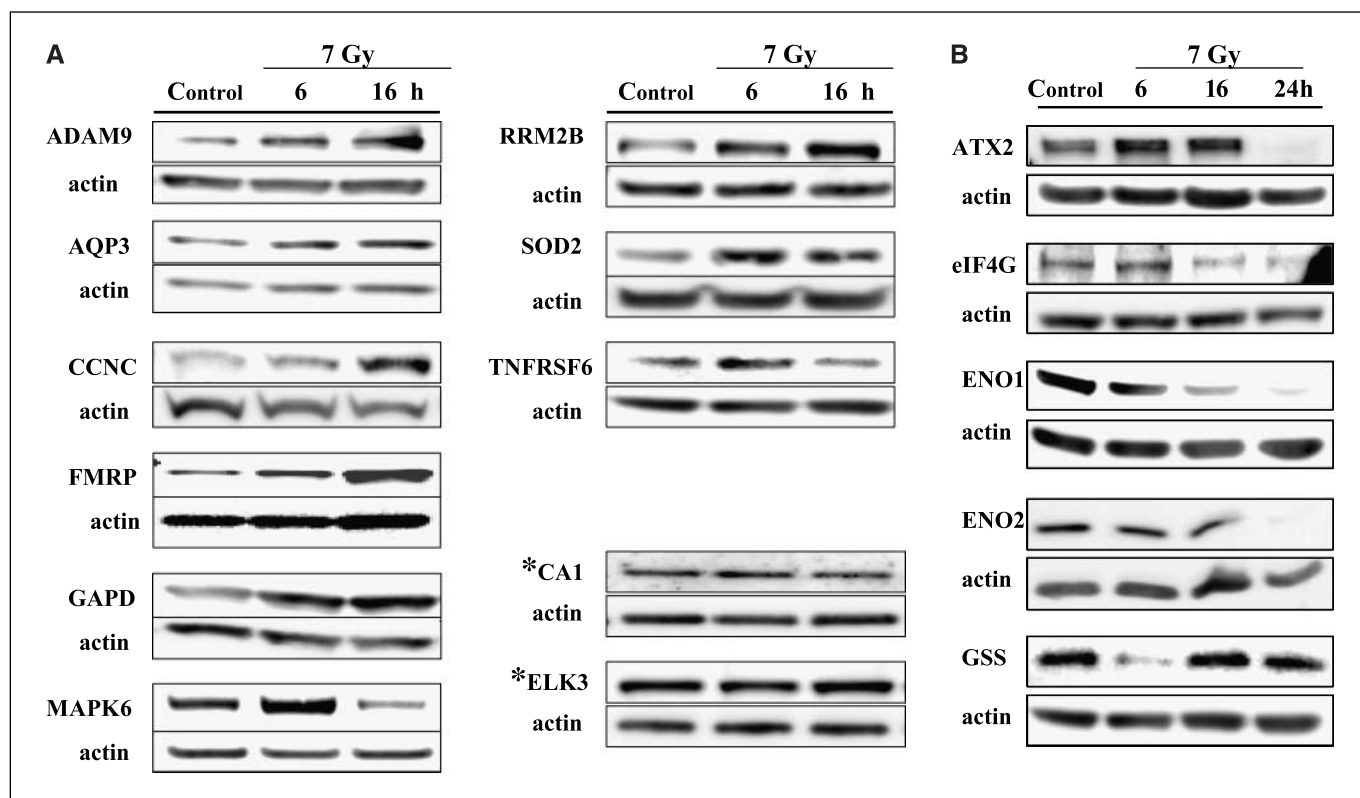 A
7 Gy
Control 6 16 h
ADAM9
actin
AQP3
actin
CCNC
actin
FMRP
actin
GAPD
actin
MAPK6
actin
7 Gy
Control 6 16 h
RRM2B
actin
SOD2
actin
TNFRSF6
actin
*CA1
actin
*ELK3
actin
B
7 Gy
Control 6 16 24h
ATX2
actin
eIF4G
actin
ENO1
actin
ENO2
actin
GSS
actin